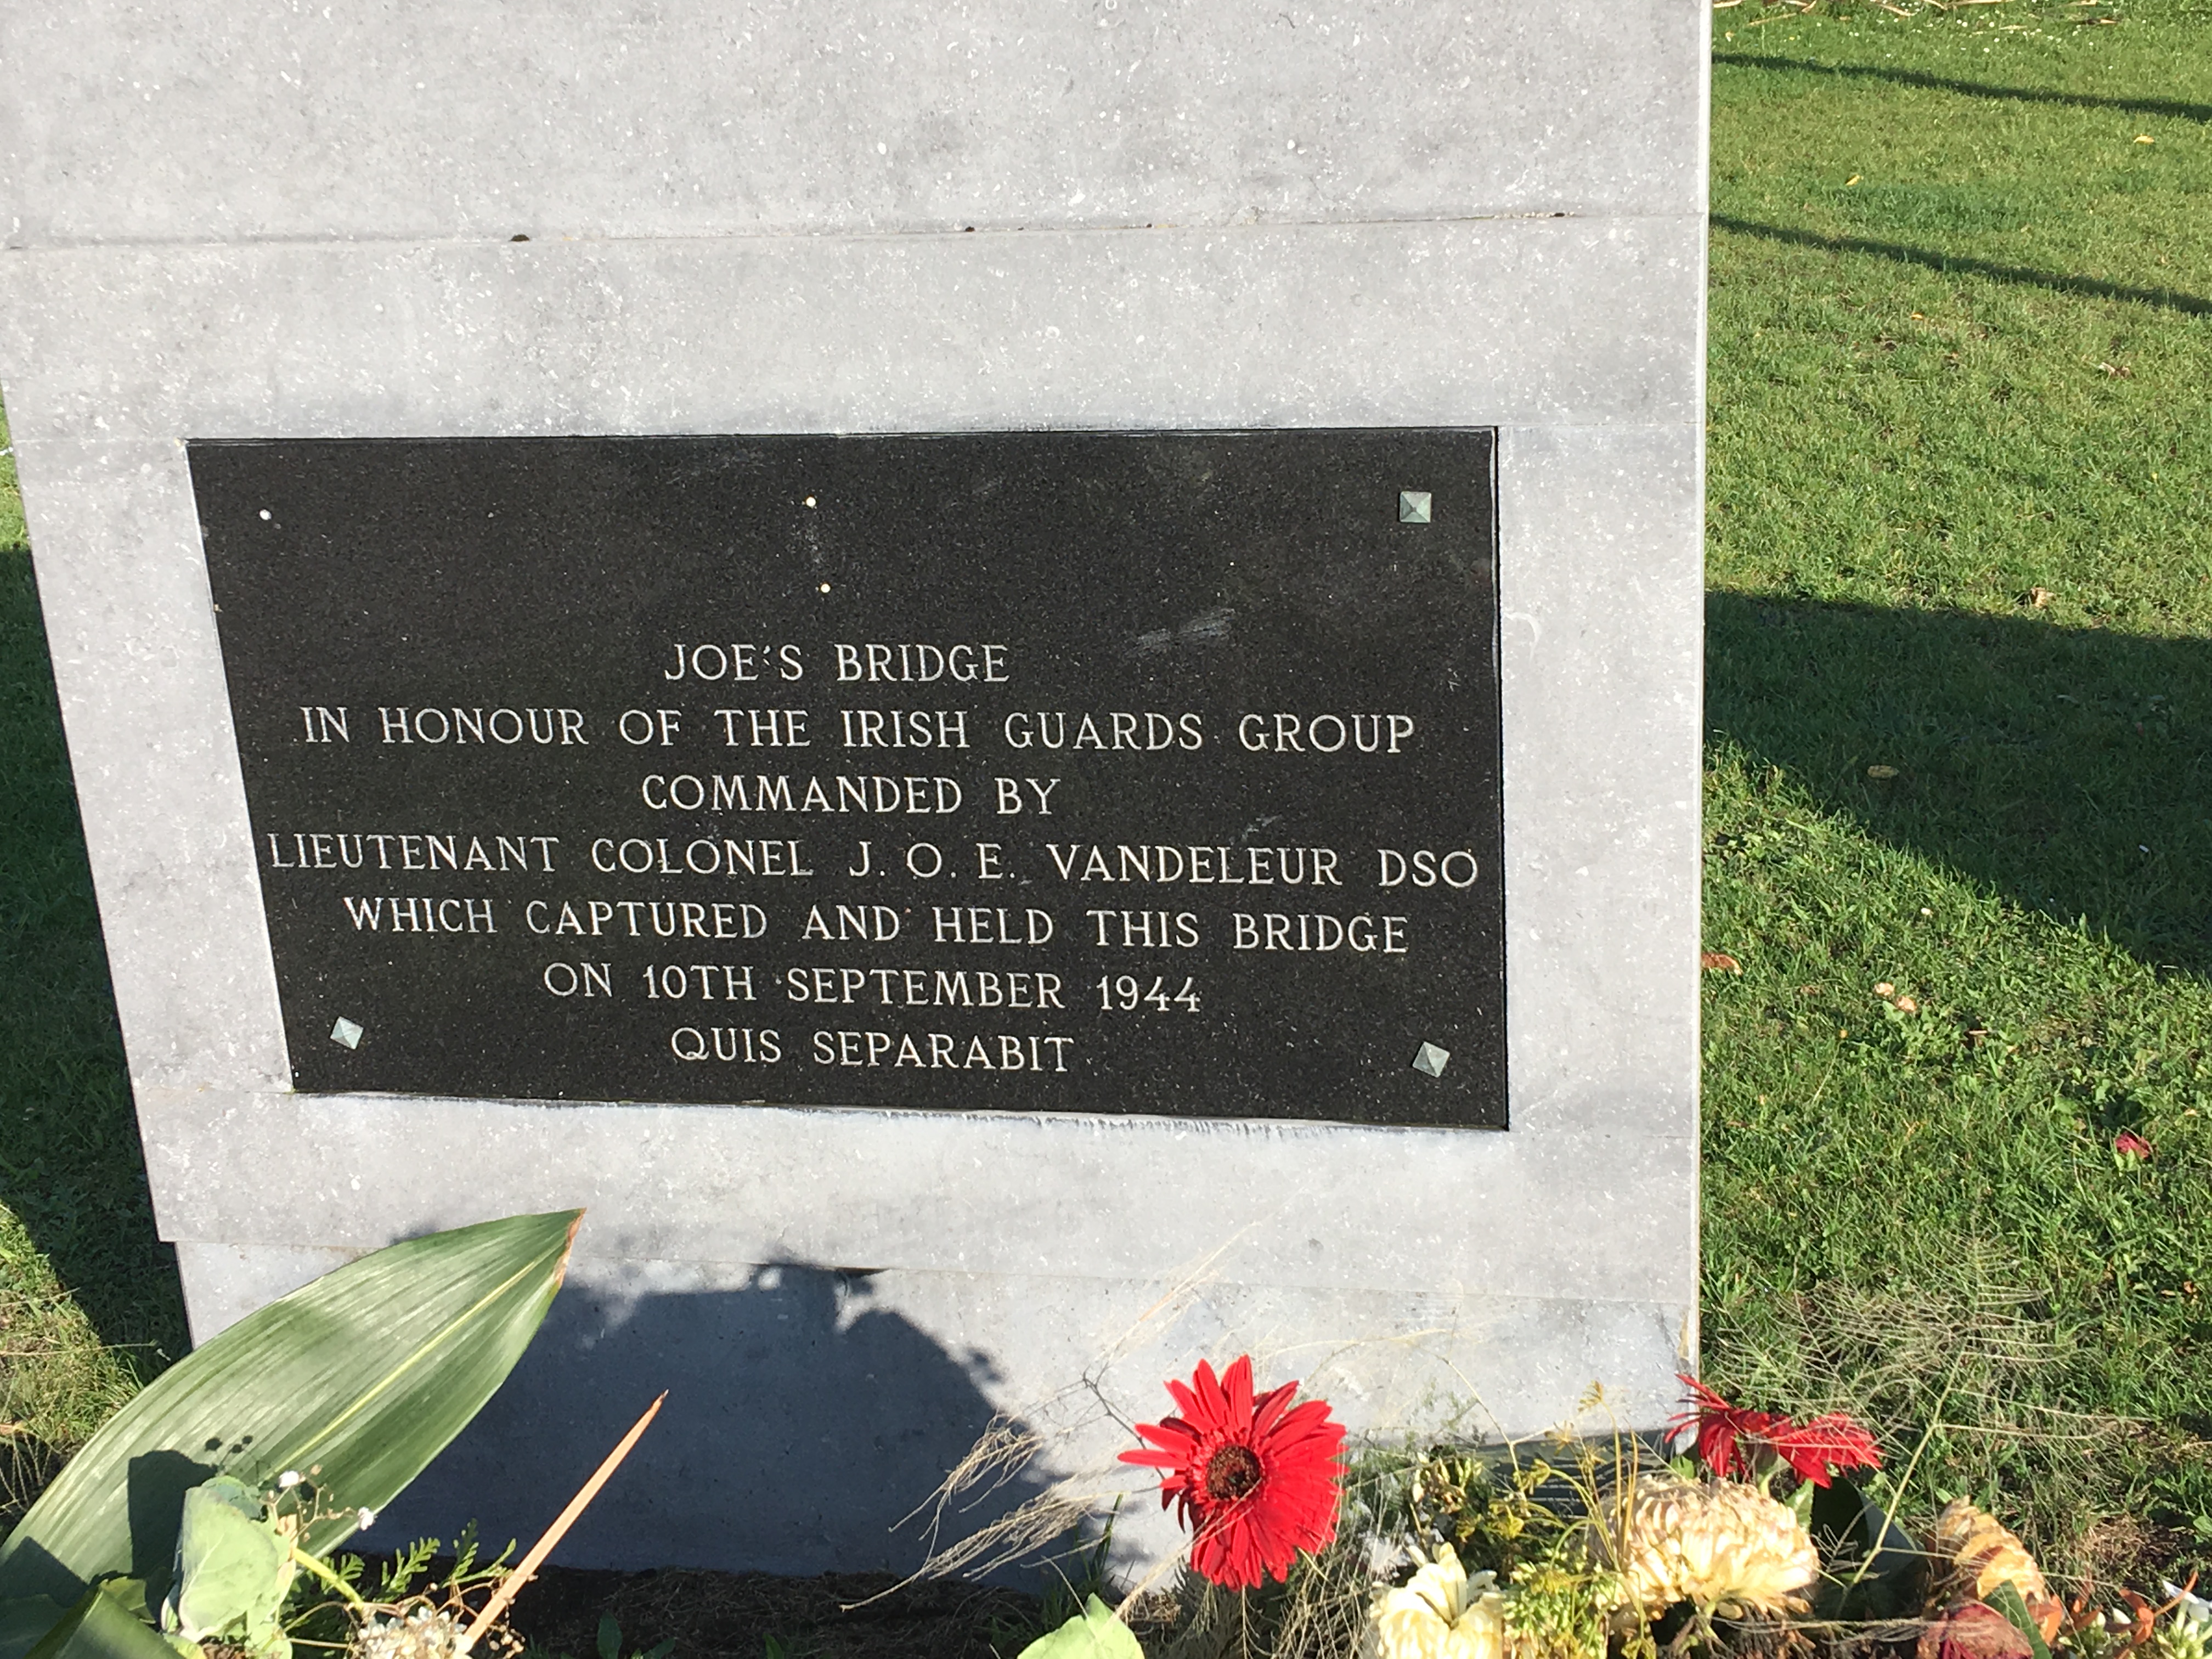 JOE'S BRIDGE
IN HONOUR OF THE IRISH GUARDS GROUP
COMMANDED BY
LIEUTENANT COLONEL J. O. E. VANDELEUR DSO
WHICH CAPTURED AND HELD THIS BRIDGE
ON 10TH SEPTEMBER 1944
QUIS SEPARABIT